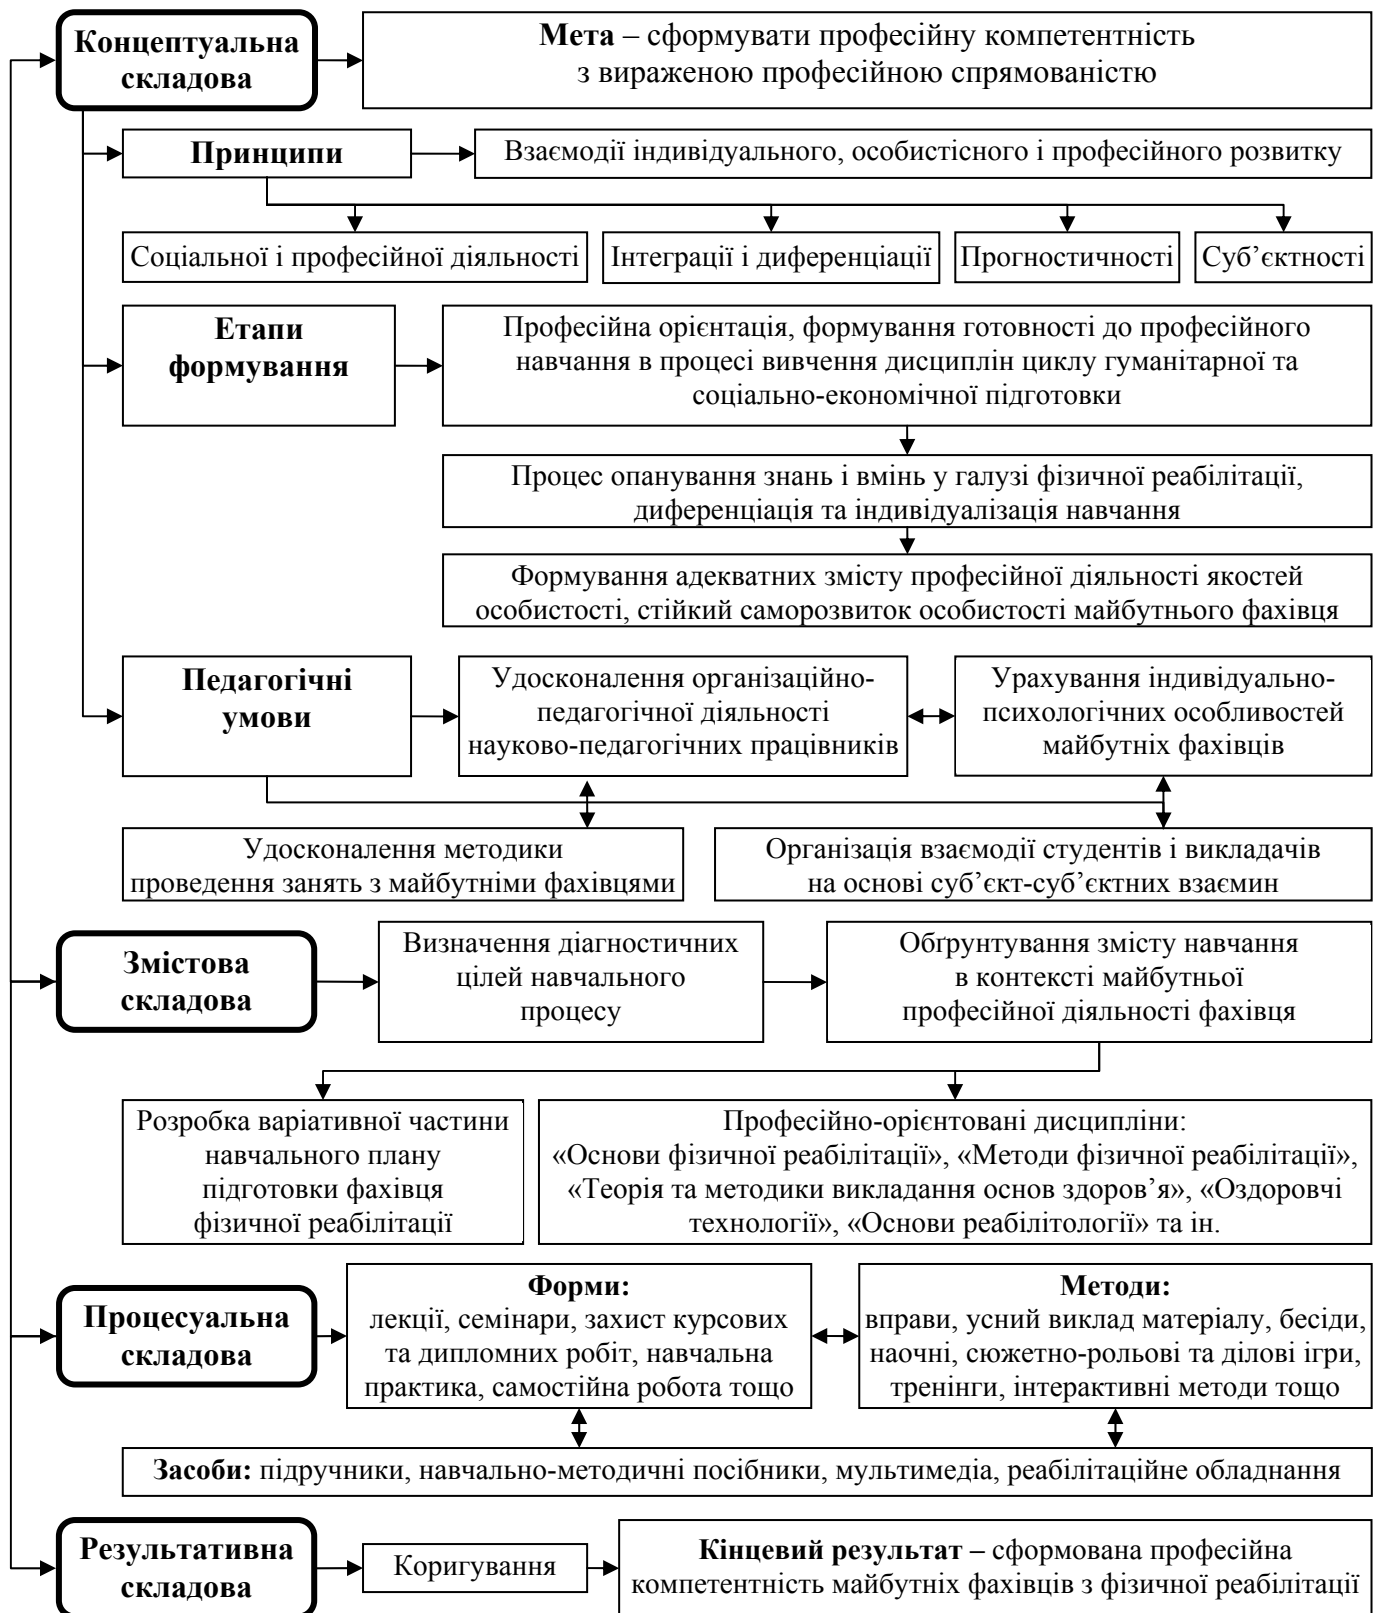 Концептуальна
складова
Мета – сформувати професійну компетентність
з вираженою професійною спрямованістю
Принципи
Взаємодії індивідуального, особистісного і професійного розвитку
Соціальної і професійної діяльності
Інтеграції і диференціації
Прогностичності
Суб’єктності
Етапи
формування
Професійна орієнтація, формування готовності до професійного
навчання в процесі вивчення дисциплін циклу гуманітарної та
соціально-економічної підготовки
Процес опанування знань і вмінь у галузі фізичної реабілітації,
диференціація та індивідуалізація навчання
Формування адекватних змісту професійної діяльності якостей
особистості, стійкий саморозвиток особистості майбутнього фахівця
Педагогічні
умови
Удосконалення організаційно-
педагогічної діяльності
науково-педагогічних працівників
Урахування індивідуально-
психологічних особливостей
майбутніх фахівців
Удосконалення методики
проведення занять з майбутніми фахівцями
Організація взаємодії студентів і викладачів
на основі суб’єкт-суб’єктних взаємин
Змістова
складова
Визначення діагностичних
цілей навчального
процесу
Обґрунтування змісту навчання
в контексті майбутньої
професійної діяльності фахівця
Розробка варіативної частини
навчального плану
підготовки фахівця
фізичної реабілітації
Професійно-орієнтовані дисципліни:
«Основи фізичної реабілітації», «Методи фізичної реабілітації»,
«Теорія та методики викладання основ здоров’я», «Оздоровчі
технології», «Основи реабілітології» та ін.
Процесуальна
складова
Форми:
лекції, семінари, захист курсових
та дипломних робіт, навчальна
практика, самостійна робота тощо
Методи:
вправи, усний виклад матеріалу, бесіди,
наочні, сюжетно-рольові та ділові ігри,
тренінги, інтерактивні методи тощо
Засоби: підручники, навчально-методичні посібники, мультимедіа, реабілітаційне обладнання
Результативна
складова
Коригування
Кінцевий результат – сформована професійна
компетентність майбутніх фахівців з фізичної реабілітації